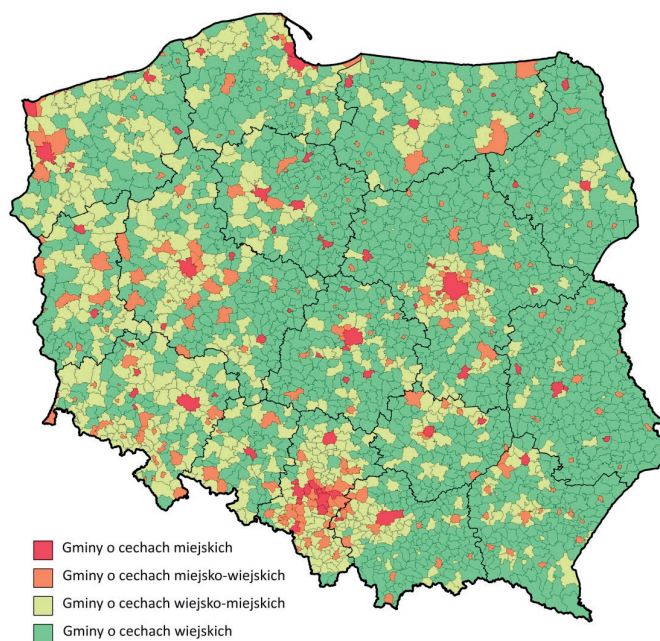 Gminy o cechach miejskich
Gminy o cechach miejsko-wiejskich
Gminy o cechach wiejsko-miejskich
Gminy o cechach wiejskich